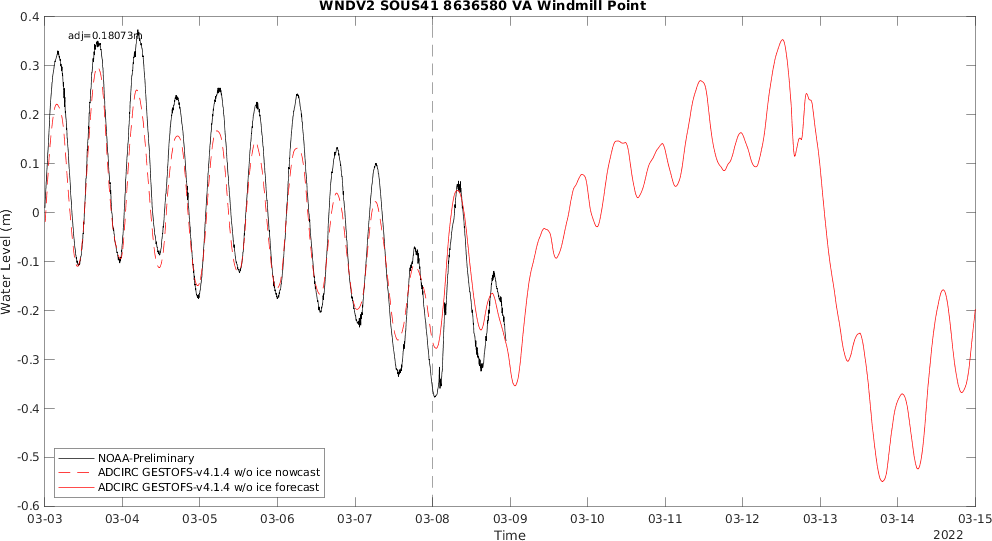 WNDV2 SOUS41 8636580 VA Windmill Point
adj=0.18073m
0.4
0.3
0.2
0.1
0
-0.1
-0.2
-0.3
-0.4
-0.5
-0.6
Water Level (m)
NOAA-Preliminary
ADCIRC GESTOFS-v4.1.4 w/o ice nowcast
ADCIRC GESTOFS-v4.1.4 w/o ice forecast
03-03 03-04 03-05 03-06 03-07 03-08 03-09 03-10 03-11 03-12 03-13 03-14 03-15
Time
2022